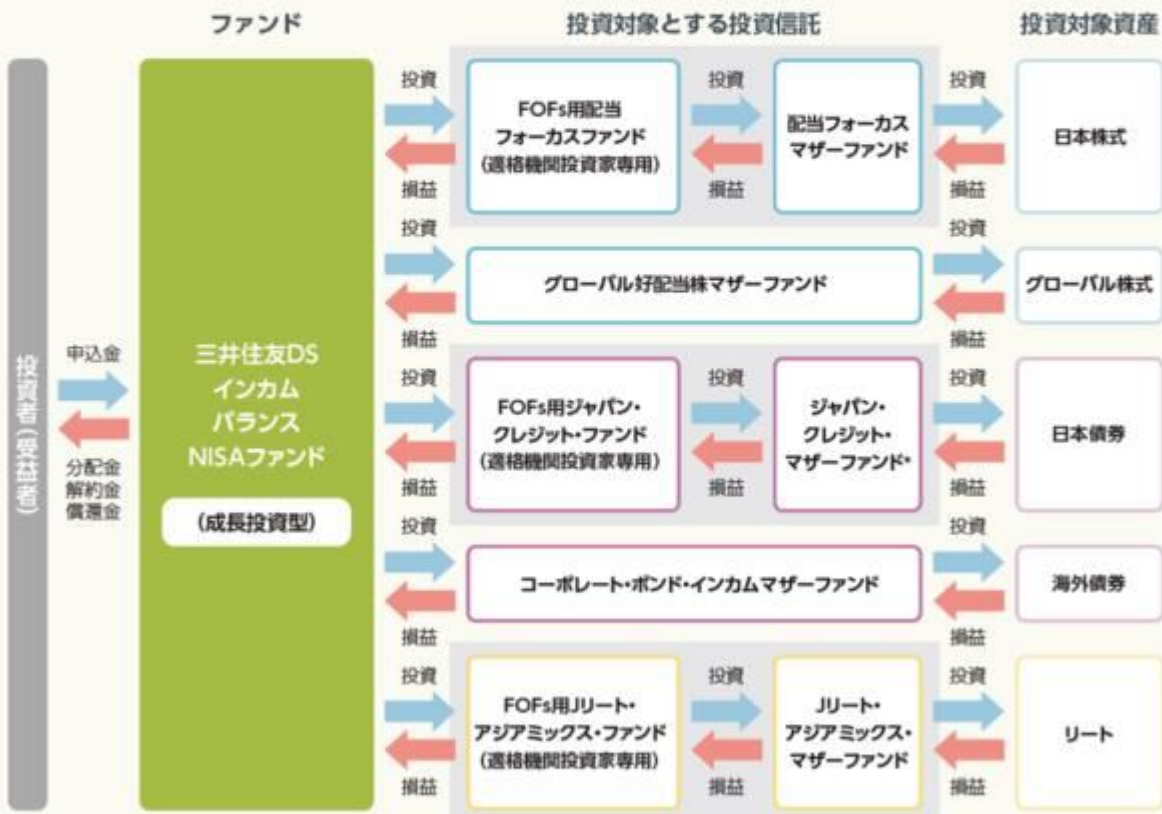 ファンド
投資対象とする投資信託
投資対象資産
投資者(受益者)
申込金
分配金
解約金
償還金
三井住友DS
インカム
バランス
NISAファンド
(成長投資型)
投資
損益
FOFs用配当
フォーカスファンド
(適格機関投資家専用)
投資
損益
配当フォーカス
マザーファンド
投資
損益
日本株式
投資
損益
グローバル好配当株マザーファンド
投資
損益
グローバル株式
投資
損益
FOFs用ジャパン・
クレジット・ファンド
(適格機関投資家専用)
投資
損益
ジャパン・
クレジット・
マザーファンド*
投資
損益
日本債券
投資
損益
コーポレート・ボンド・インカムマザーファンド
投資
損益
海外債券
投資
損益
FOFs用Jリート・
アジアミックス・ファンド
(適格機関投資家専用)
投資
損益
Jリート・
アジアミックス・
マザーファンド
投資
損益
リート